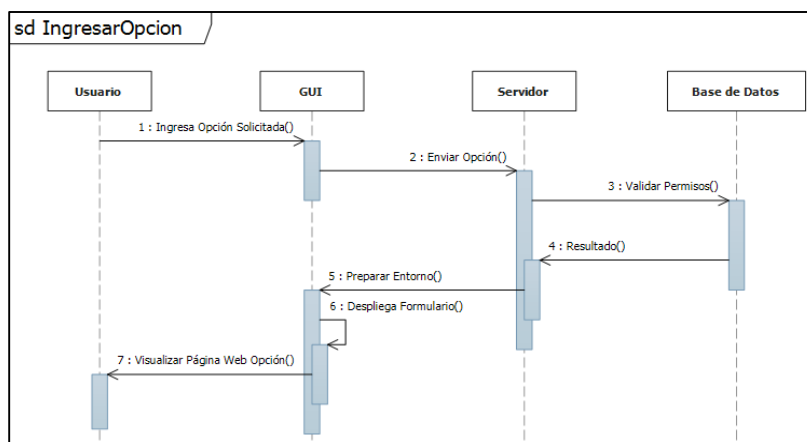 sd IngresarOpcion
Usuario
GUI
Servidor
Base de Datos
1 : Ingresa Opción Solicitada()
2 : Enviar Opción()
3 : Validar Permisos()
4 : Resultado()
5 : Preparar Entorno()
6 : Despliega Formulario()
7 : Visualizar Página Web Opción()